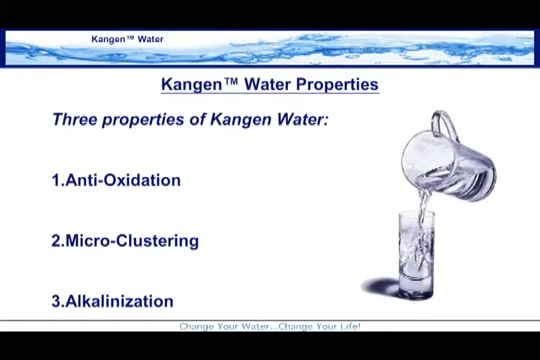 Kangen™ Water
Kangen™ Water Properties
Three properties of Kangen Water:
1.Anti-Oxidation
2.Micro-Clustering
3.Alkalinization
Change Your Water...Change Your Life!